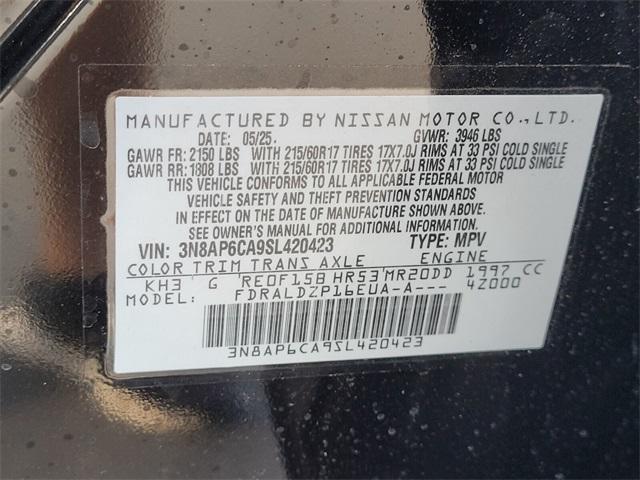 MANUFACTURED BY NISSAN MOTOR CO., LTD.
DATE: 05/25. GVWR: 3946 LBS
GAWR FR: 2150 LBS WITH 215/60R17 TIRES 17X7.0J RIMS AT 33 PSI COLD SINGLE
GAWR RR: 1808 LBS WITH 215/60R17 TIRES 17X7.0J RIMS AT 33 PSI COLD SINGLE
THIS VEHICLE CONFORMS TO ALL APPLICABLE FEDERAL MOTOR
VEHICLE SAFETY AND THEFT PREVENTION STANDARDS
IN EFFECT ON THE DATE OF MANUFACTURE SHOWN ABOVE.
SEE OWNER'S MANUAL FOR ADDITIONAL INFORMATION.
VIN: 3N8AP6CA9SL420423 TYPE: MPV
COLOR TRIM TRANS AXLE ENGINE
KH3 G RE0F15B HR53 MR20DD 1997 CC
MODEL: FDRALDZP16EUA-A--- 4Z000
3N8AP6CA9SL420423